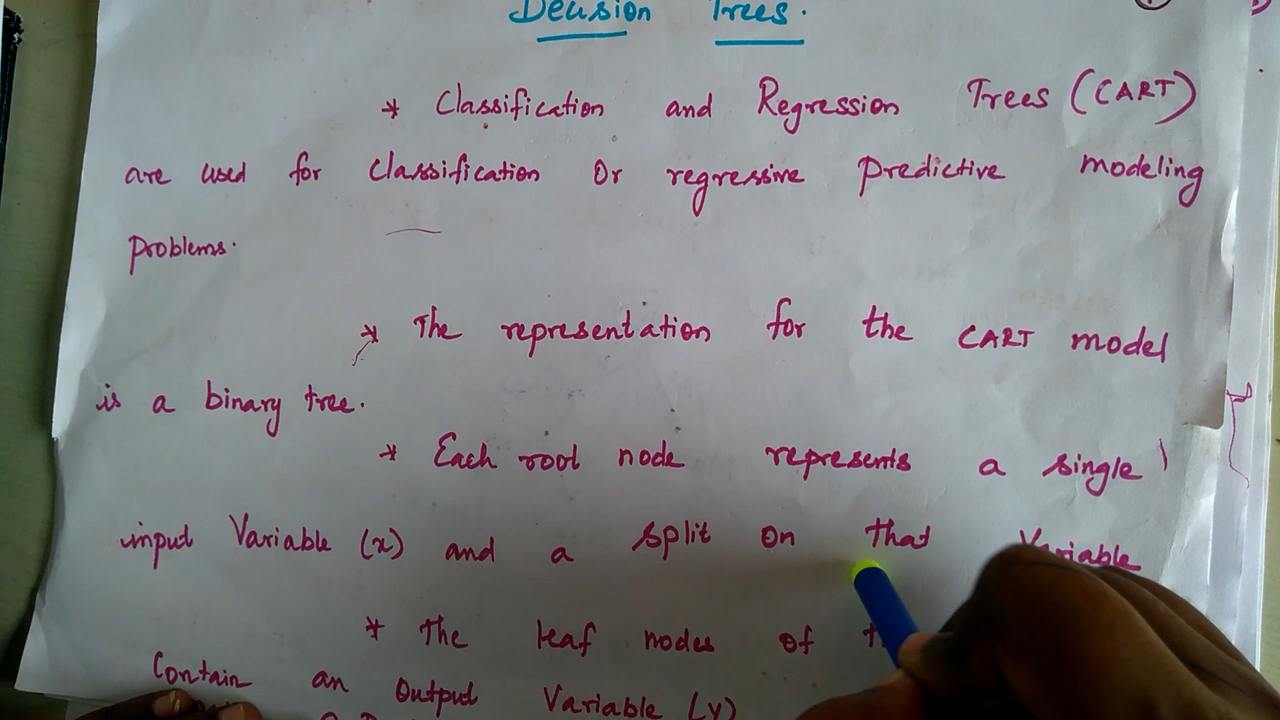 Decision Trees.
* Classification and Regression Trees (CART)
are used for classification Or regressive predictive modeling
problems.
* The representation for the CART model
is a binary tree.
* Each root node represents a single
input Variable (x) and a split on that Variable
* The leaf nodes of
Contain an Output Variable (y)